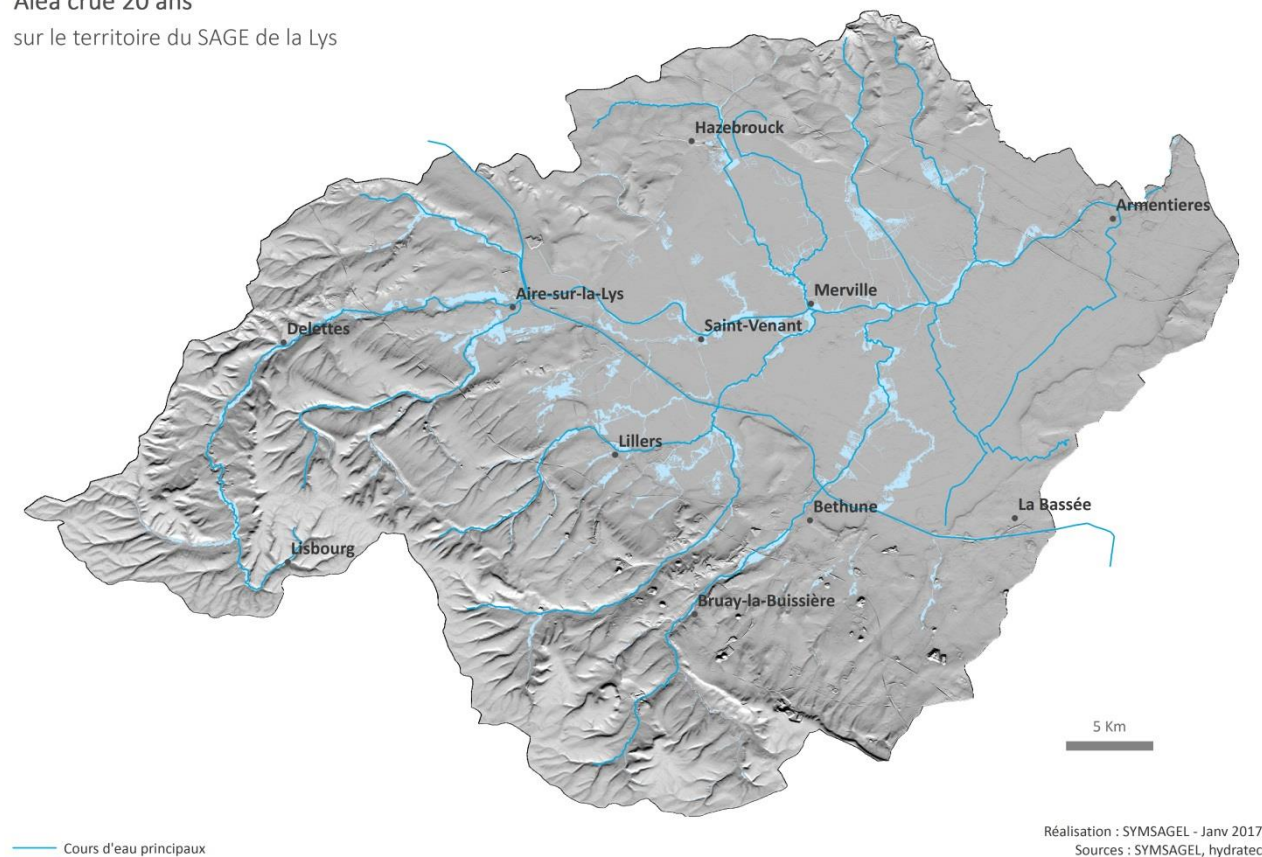 Aléa crue 20 ans
sur le territoire du SAGE de la Lys
Hazebrouck
Armentieres
Aire-sur-la-Lys
Merville
Saint-Venant
Delettes
Lillers
Bethune
La Bassée
Lisbourg
Bruay-la-Buissière
5 Km
Cours d'eau principaux
Réalisation : SYMSAGEL - Janv 2017
Sources : SYMSAGEL, hydratec